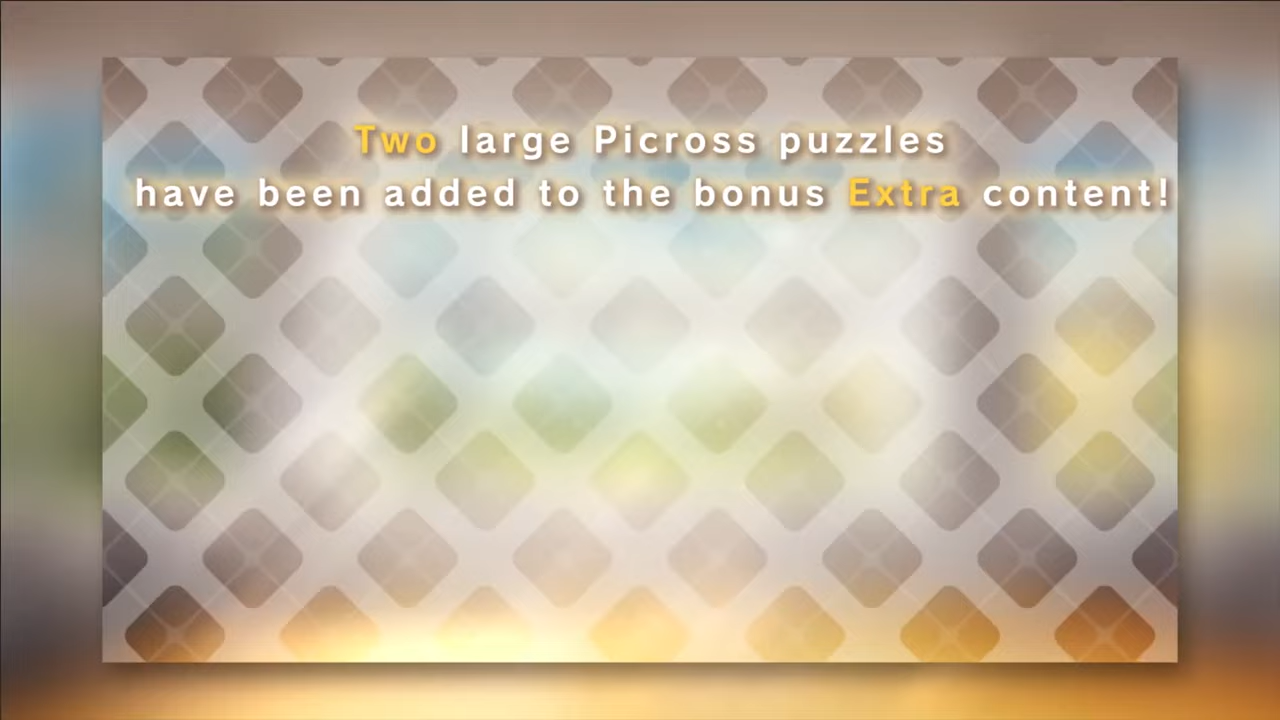 Two large Picross puzzles
have been added to the bonus Extra content!